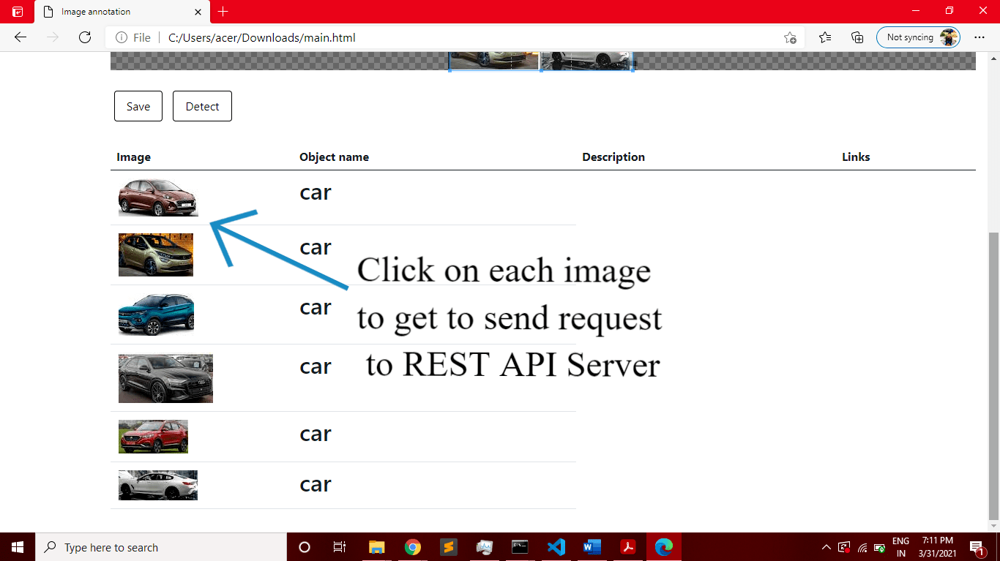 Image annotation
File
C:/Users/acer/Downloads/main.html
Not syncing
Save
Detect
Image
Object name
Description
Links
car
car
car
car
car
car
Click on each image
to get to send request
to REST API Server
Type here to search
ENG
IN
7:11 PM
3/31/2021
1